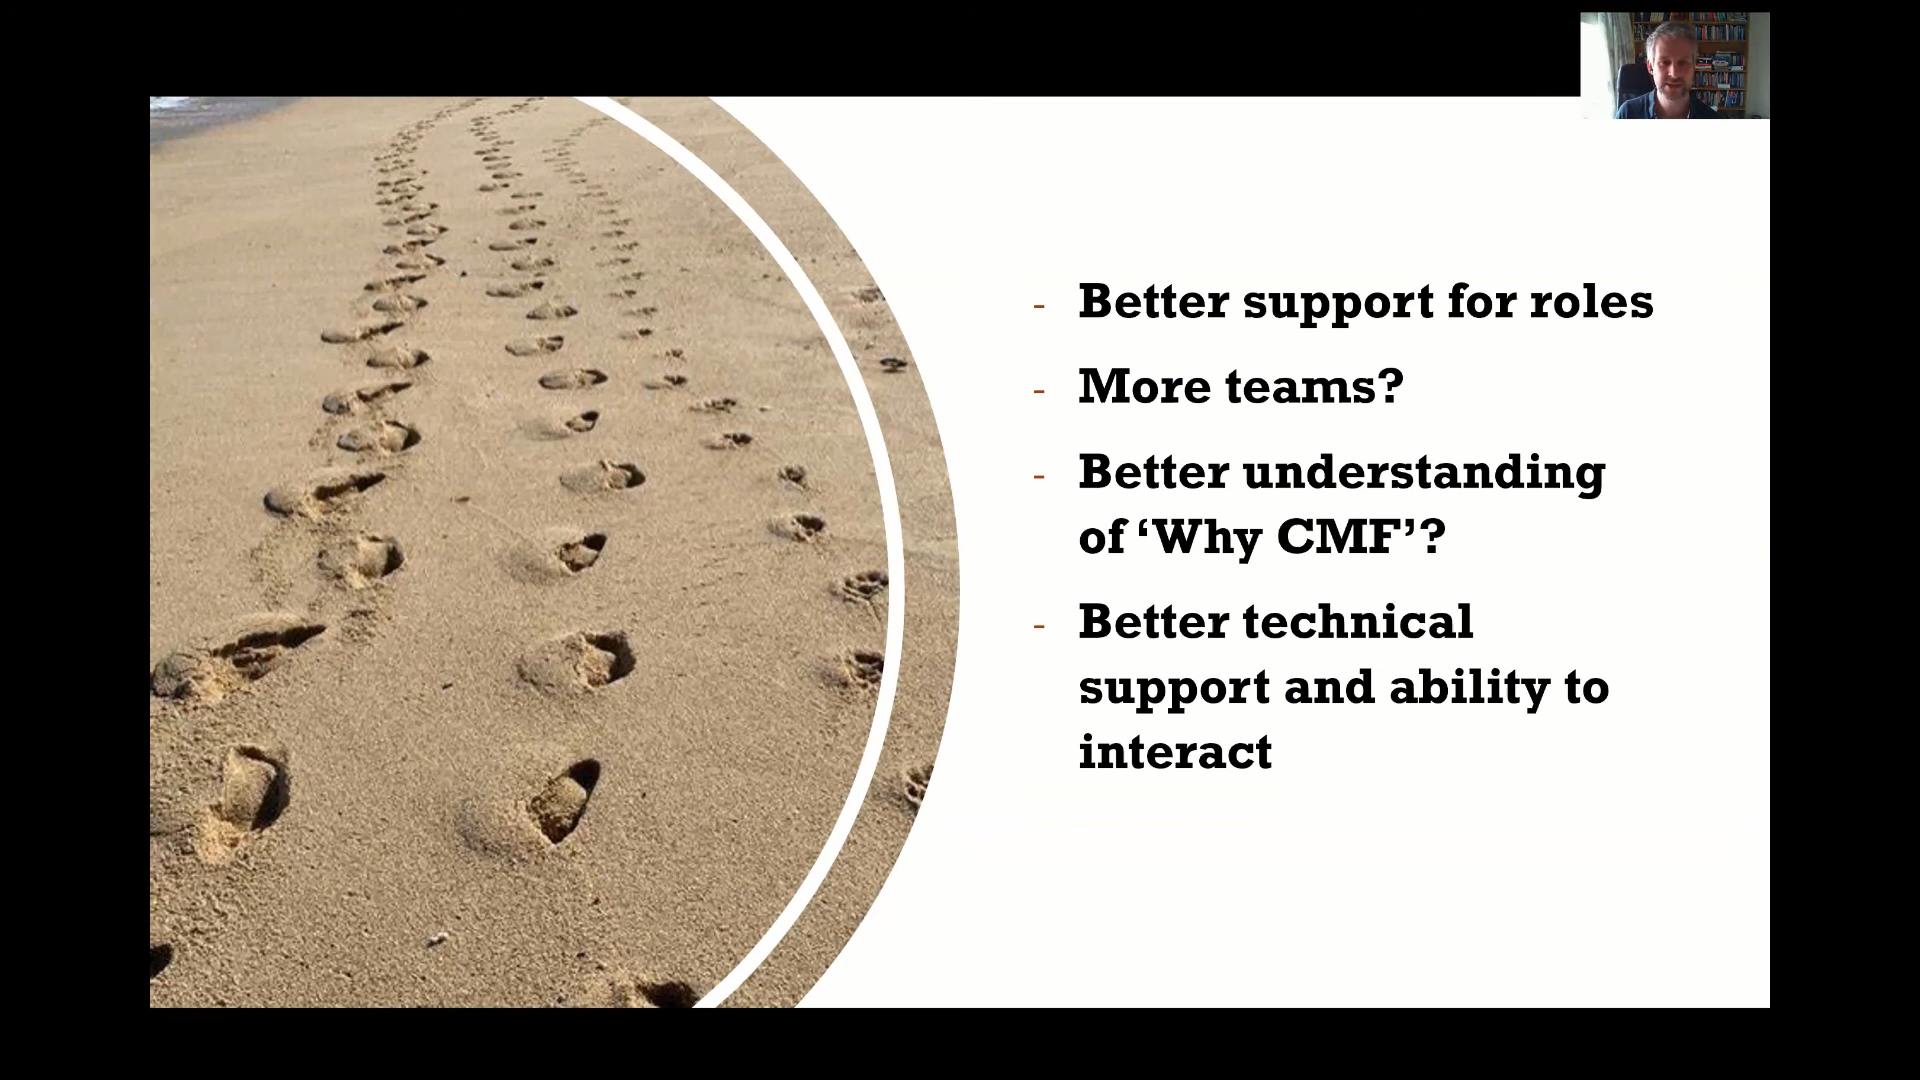 - Better support for roles
- More teams?
- Better understanding
of ‘Why CMF’?
- Better technical
support and ability to
interact